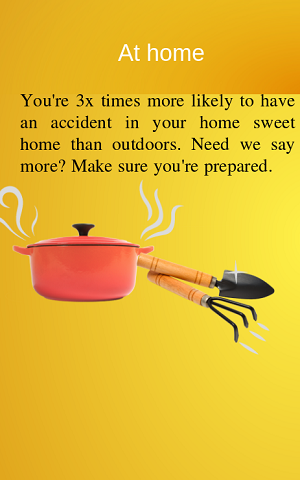 At home
You're 3x times more likely to have
an accident in your home sweet
home than outdoors. Need we say
more? Make sure you're prepared.